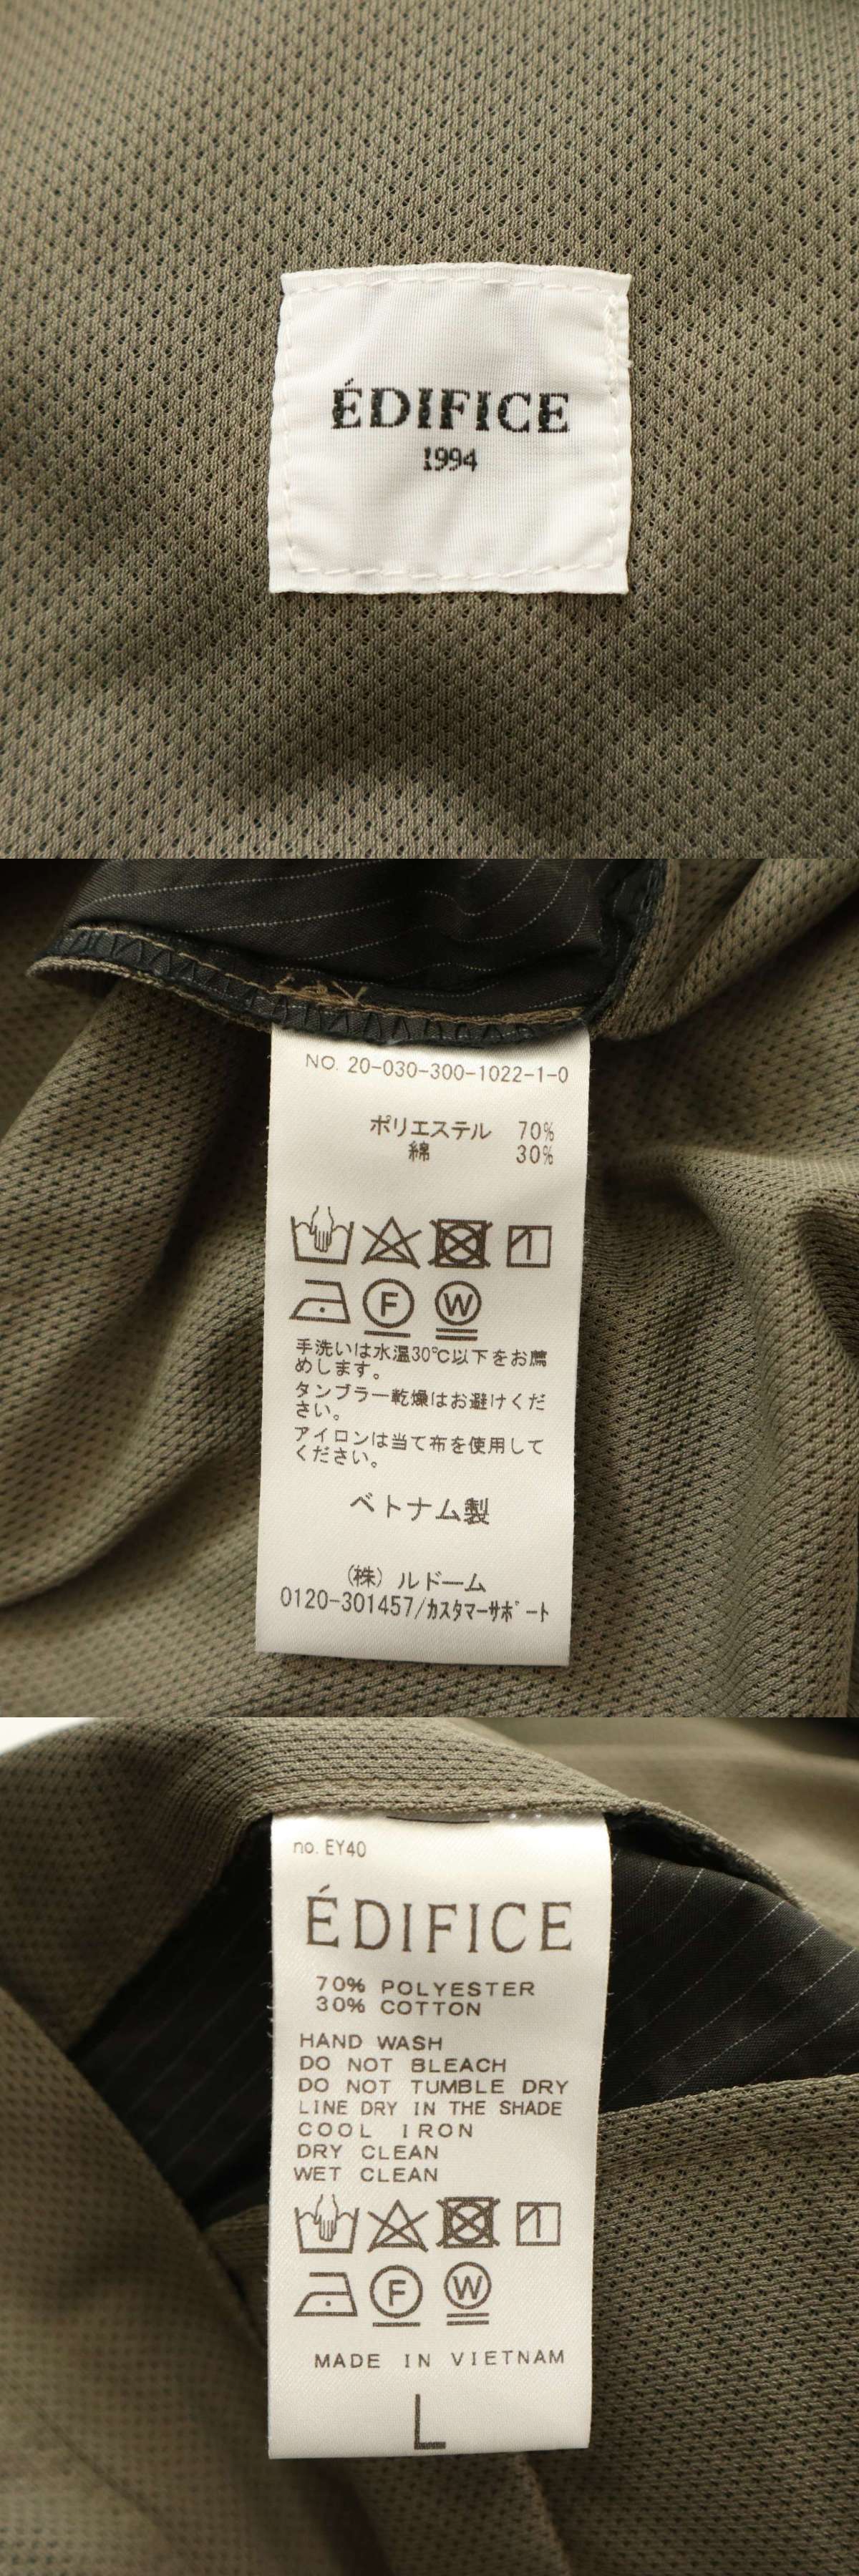 ÉDIFICE
1994
NO. 20-030-300-1022-1-0
ポリエステル 70%
綿 30%
F W
手洗いは水温30℃以下をお薦
めします。
タンブラー乾燥はお避けくだ
さい。
アイロンは当て布を使用して
ください。
ベトナム製
(株) ルドーム
0120-301457/カスタマーサポート
no. EY40
ÉDIFICE
70% POLYESTER
30% COTTON
HAND WASH
DO NOT BLEACH
DO NOT TUMBLE DRY
LINE DRY IN THE SHADE
COOL IRON
DRY CLEAN
WET CLEAN
F W
MADE IN VIETNAM
L